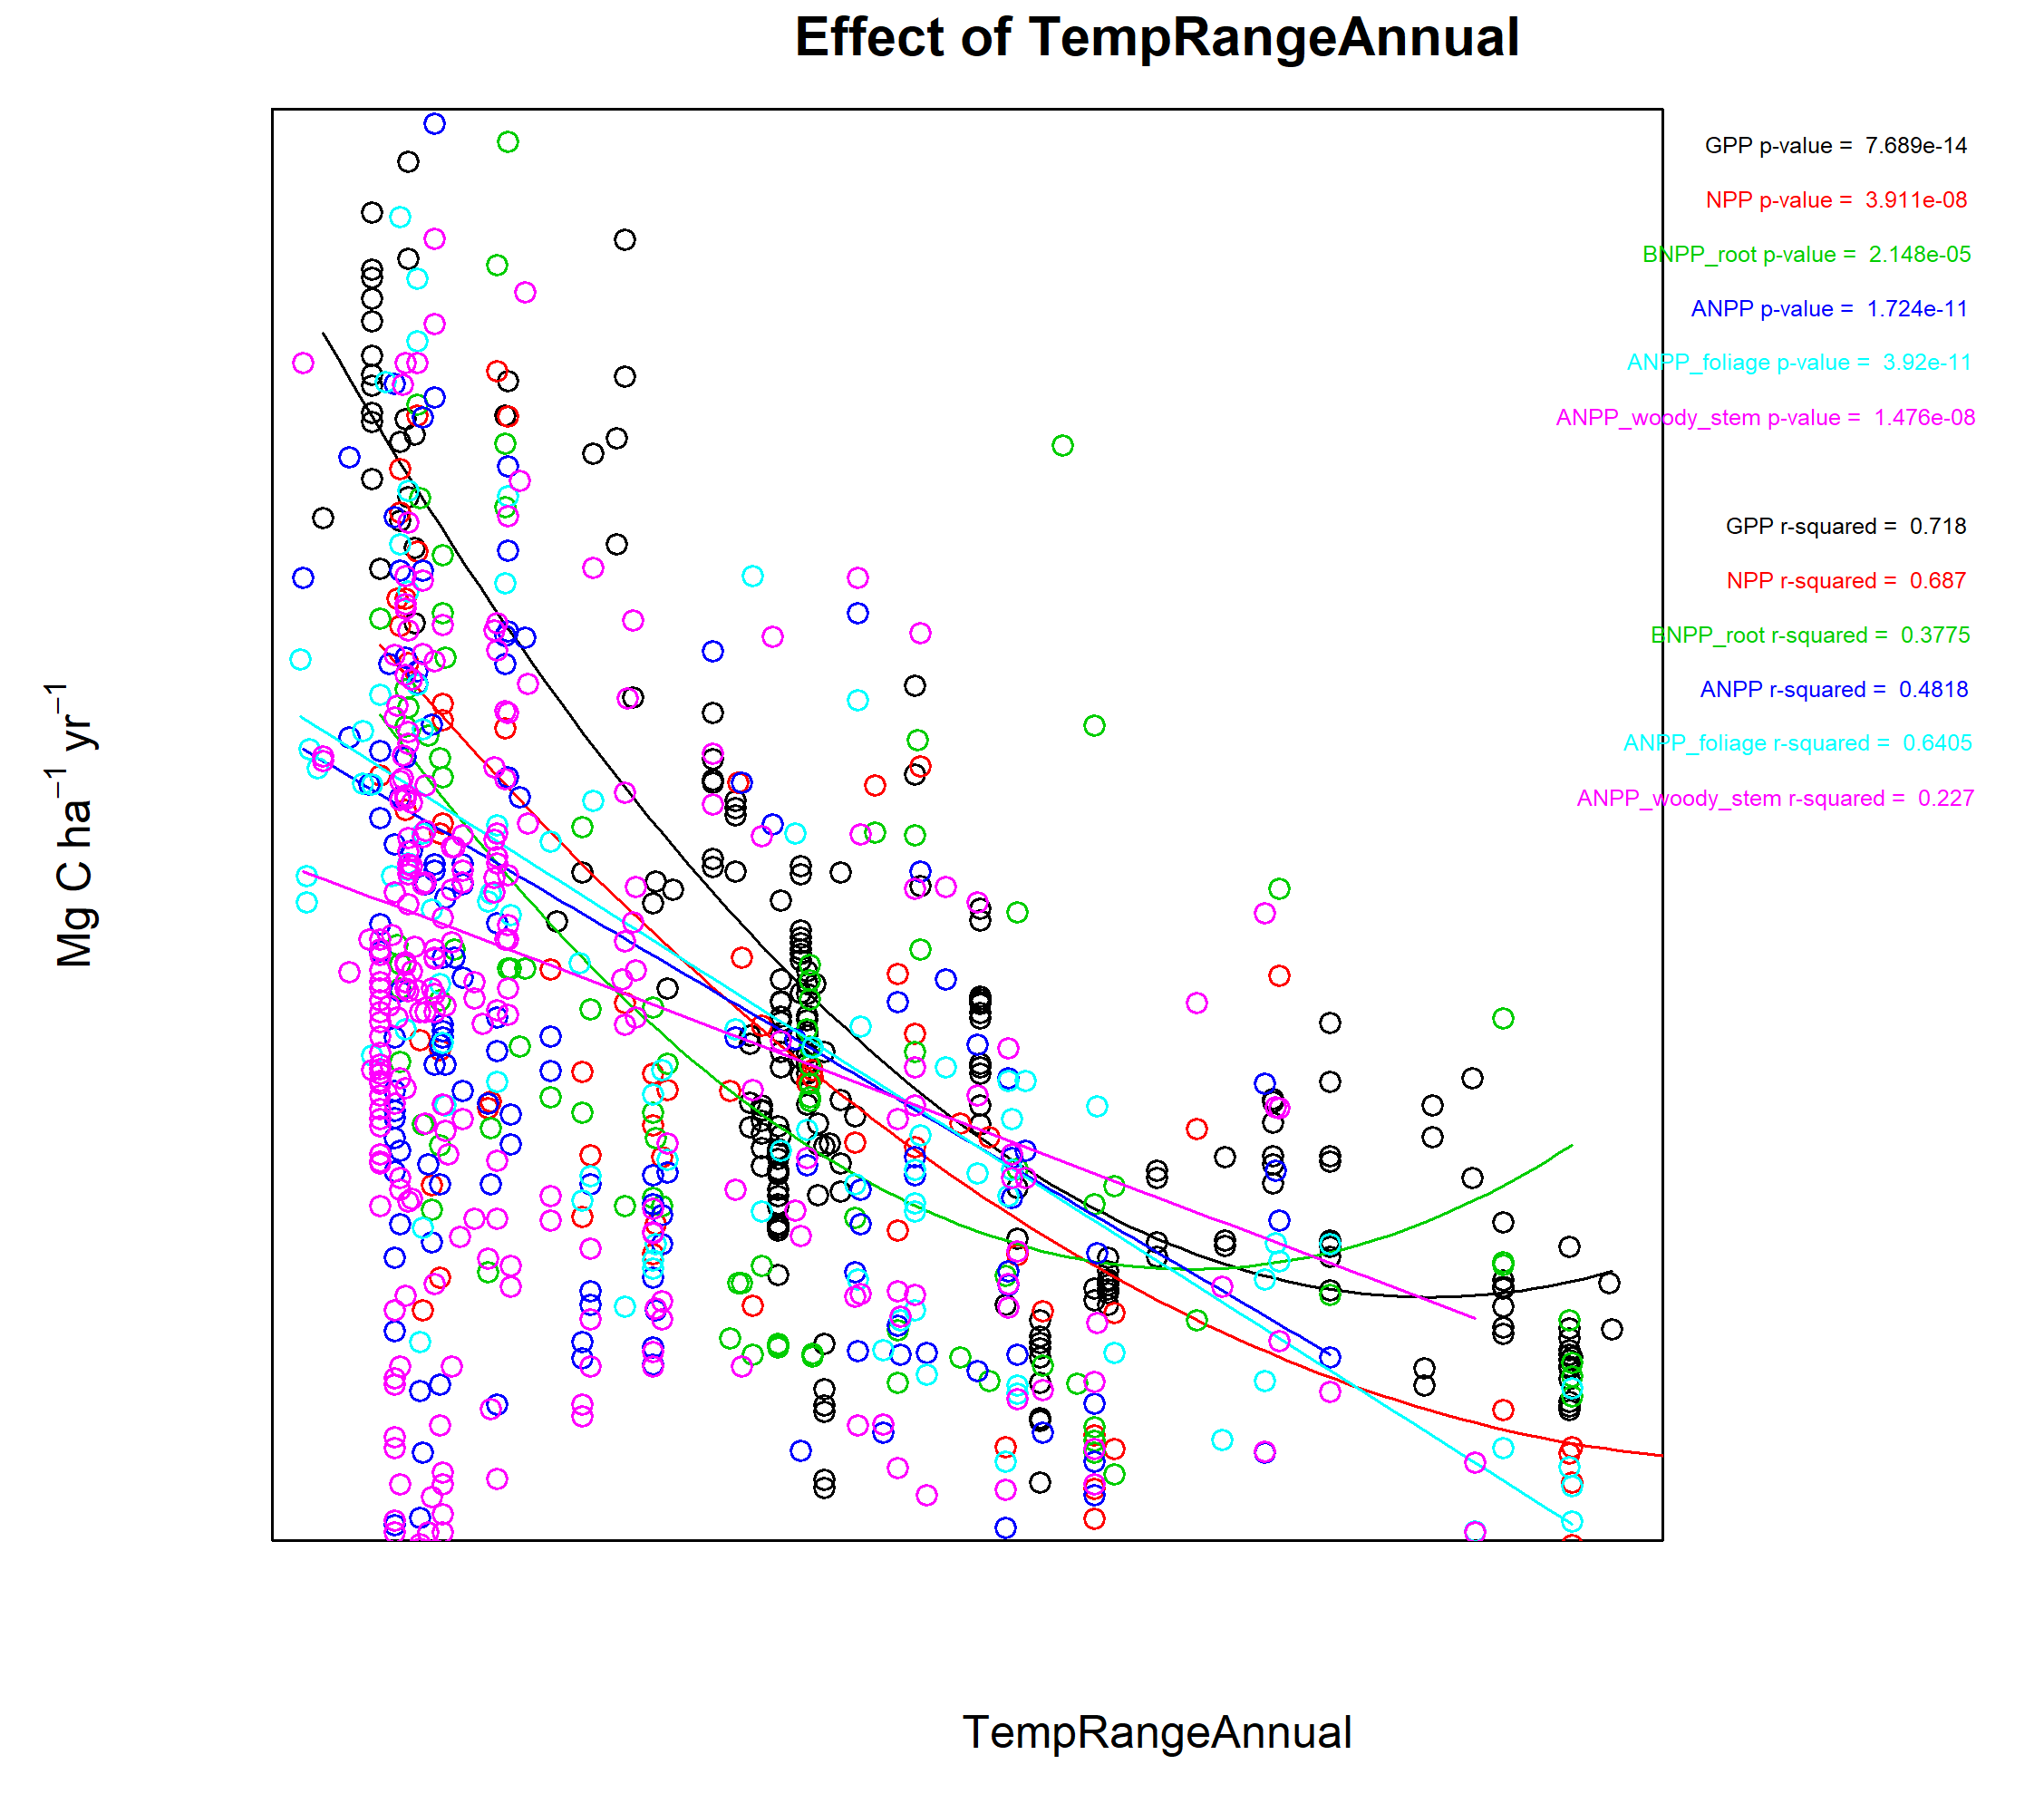 Effect of TempRangeAnnual
GPP p-value = 7.689e-14
NPP p-value = 3.911e-08
BNPP_root p-value = 2.148e-05
ANPP p-value = 1.724e-11
ANPP_foliage p-value = 3.92e-11
ANPP_woody_stem p-value = 1.476e-08
GPP r-squared = 0.718
NPP r-squared = 0.687
BNPP_root r-squared = 0.3775
ANPP r-squared = 0.4818
ANPP_foliage r-squared = 0.6405
ANPP_woody_stem r-squared = 0.227
Mg C ha⁻¹ yr⁻¹
TempRangeAnnual